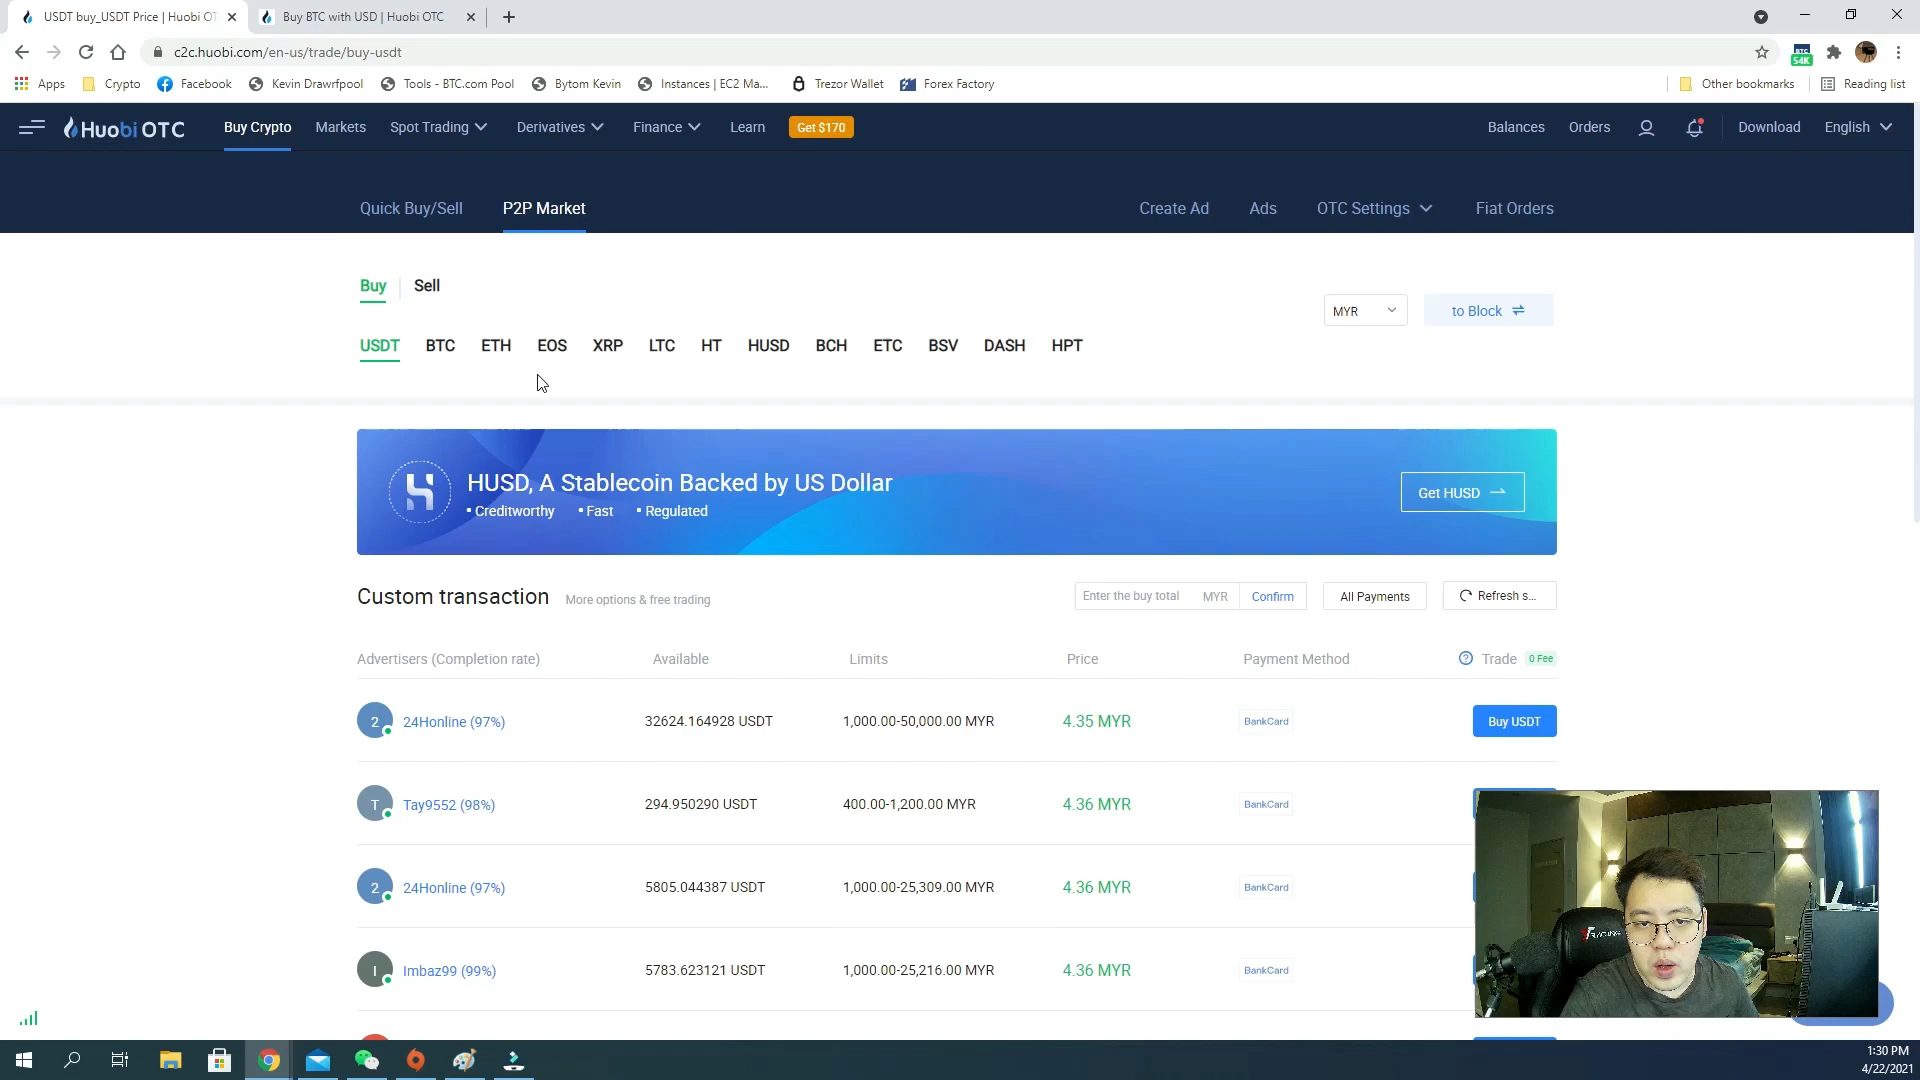 USDT buy_USDT Price | Huobi OT
Buy BTC with USD | Huobi OTC
c2c.huobi.com/en-us/trade/buy-usdt
BTC
54K
Apps
Crypto
Facebook
Kevin Drawrfpool
Tools - BTC.com Pool
Bytom Kevin
Instances | EC2 Ma...
Trezor Wallet
Forex Factory
Other bookmarks
Reading list
Huobi OTC
Buy Crypto
Markets
Spot Trading
Derivatives
Finance
Learn
Get $170
Balances
Orders
Download
English
Quick Buy/Sell
P2P Market
Create Ad
Ads
OTC Settings
Fiat Orders
Buy
Sell
MYR
to Block
USDT BTC ETH EOS XRP LTC HT HUSD BCH ETC BSV DASH HPT
HUSD, A Stablecoin Backed by US Dollar
▪ Creditworthy ▪ Fast ▪ Regulated
Get HUSD
Custom transaction More options & free trading
Enter the buy total MYR Confirm
All Payments
Refresh s...
Advertisers (Completion rate) Available Limits Price Payment Method Trade 0 Fee
2 24Honline (97%) 32624.164928 USDT 1,000.00-50,000.00 MYR 4.35 MYR BankCard Buy USDT
T Tay9552 (98%) 294.950290 USDT 400.00-1,200.00 MYR 4.36 MYR BankCard
2 24Honline (97%) 5805.044387 USDT 1,000.00-25,309.00 MYR 4.36 MYR BankCard
I Imbaz99 (99%) 5783.623121 USDT 1,000.00-25,216.00 MYR 4.36 MYR BankCard
1:30 PM
4/22/2021